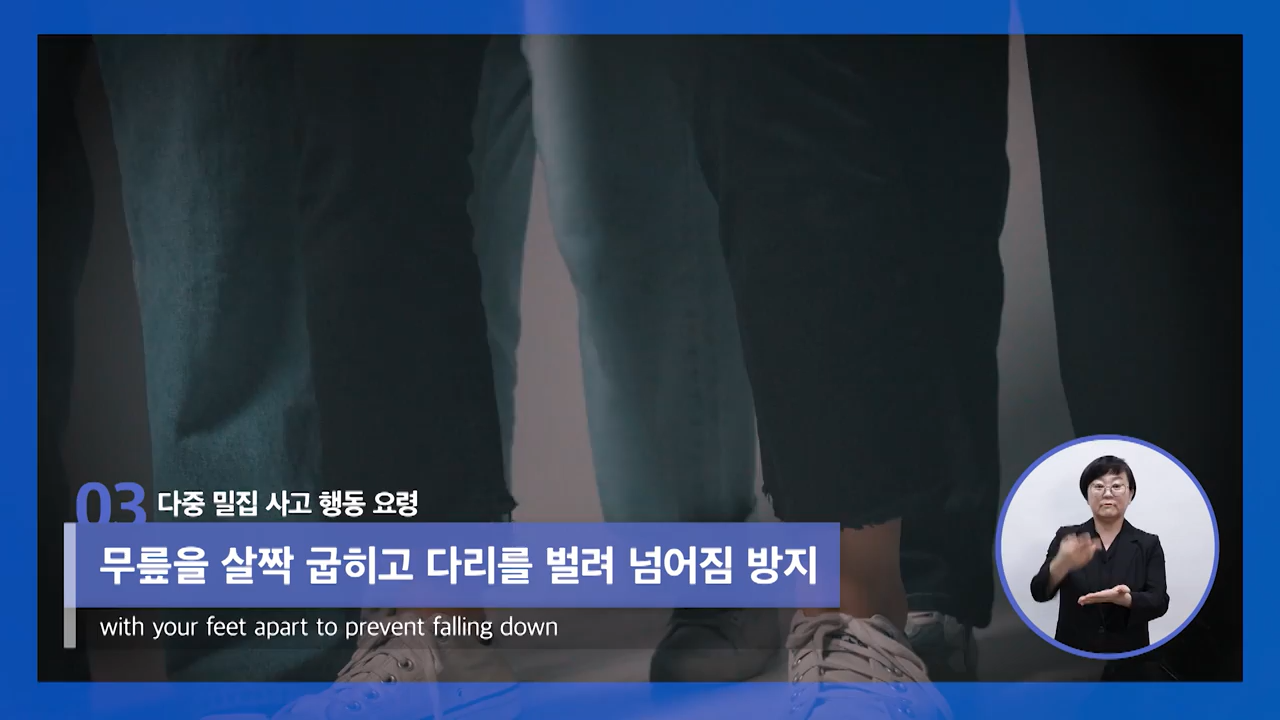 03 다중 밀집 사고 행동 요령
무릎을 살짝 굽히고 다리를 벌려 넘어짐 방지
with your feet apart to prevent falling down